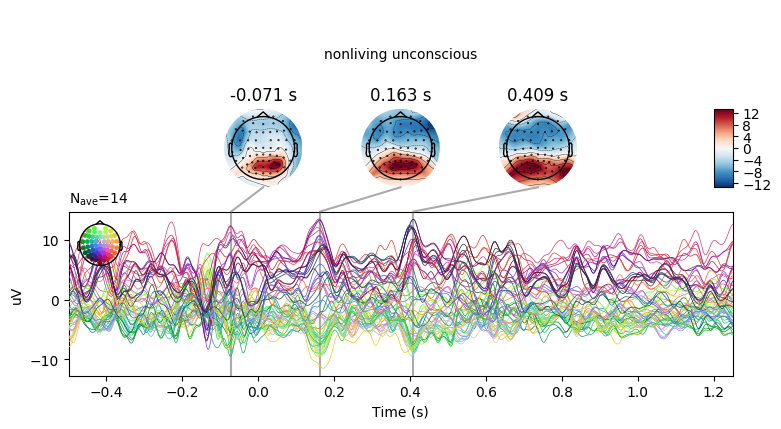 nonliving unconscious
-0.071 s 0.163 s 0.409 s
12
8
4
0
−4
−8
−12
Nave=14
10
0
−10
uV
−0.4 −0.2 0.0 0.2 0.4 0.6 0.8 1.0 1.2
Time (s)